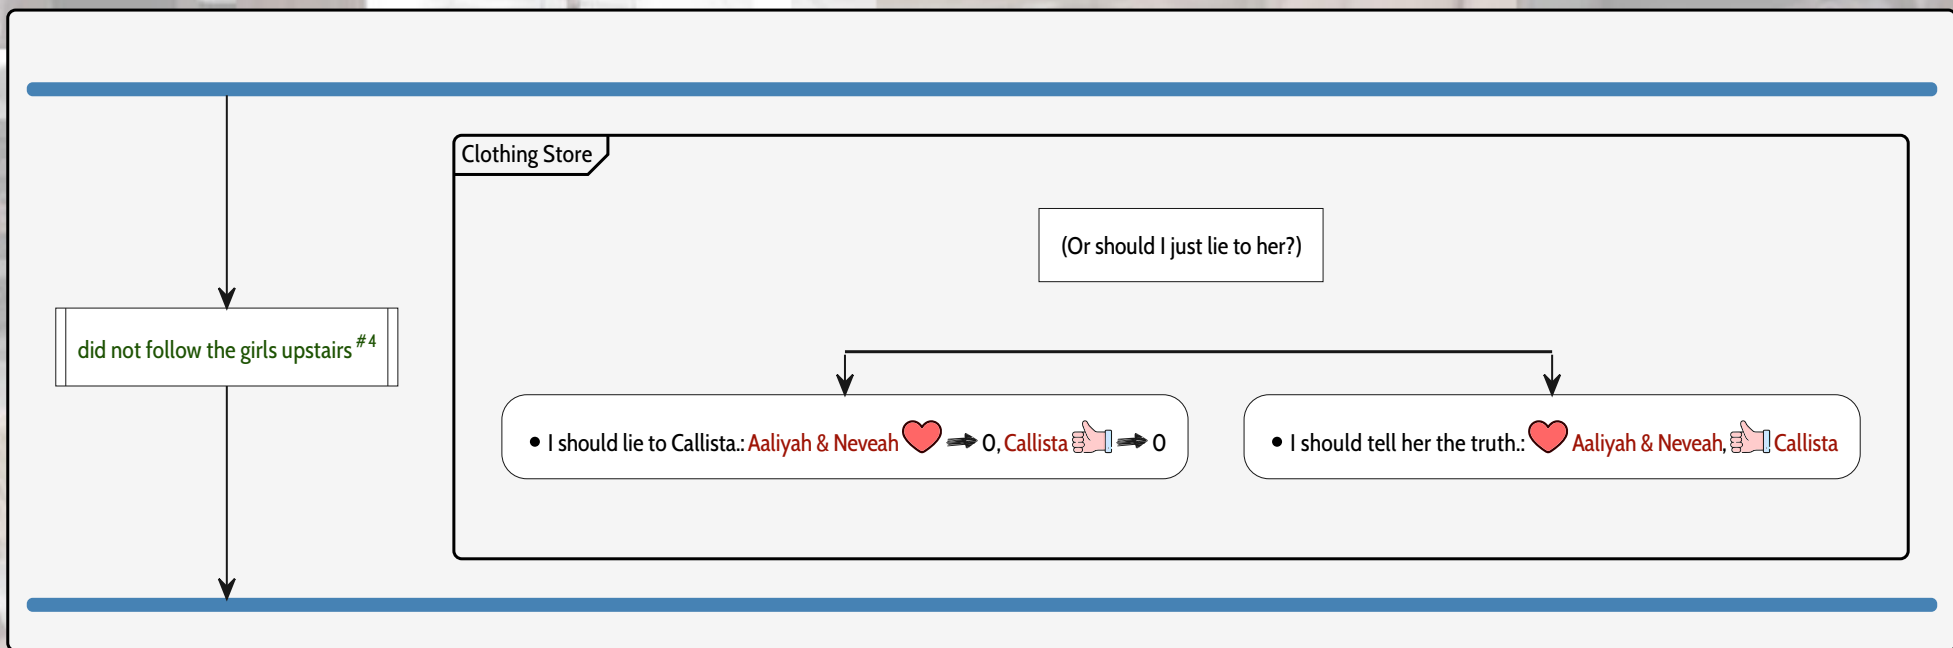 Clothing Store
(Or should I just lie to her?)
did not follow the girls upstairs #4
• I should lie to Callista.: Aaliyah & Neveah 0, Callista 0
• I should tell her the truth.: Aaliyah & Neveah, Callista